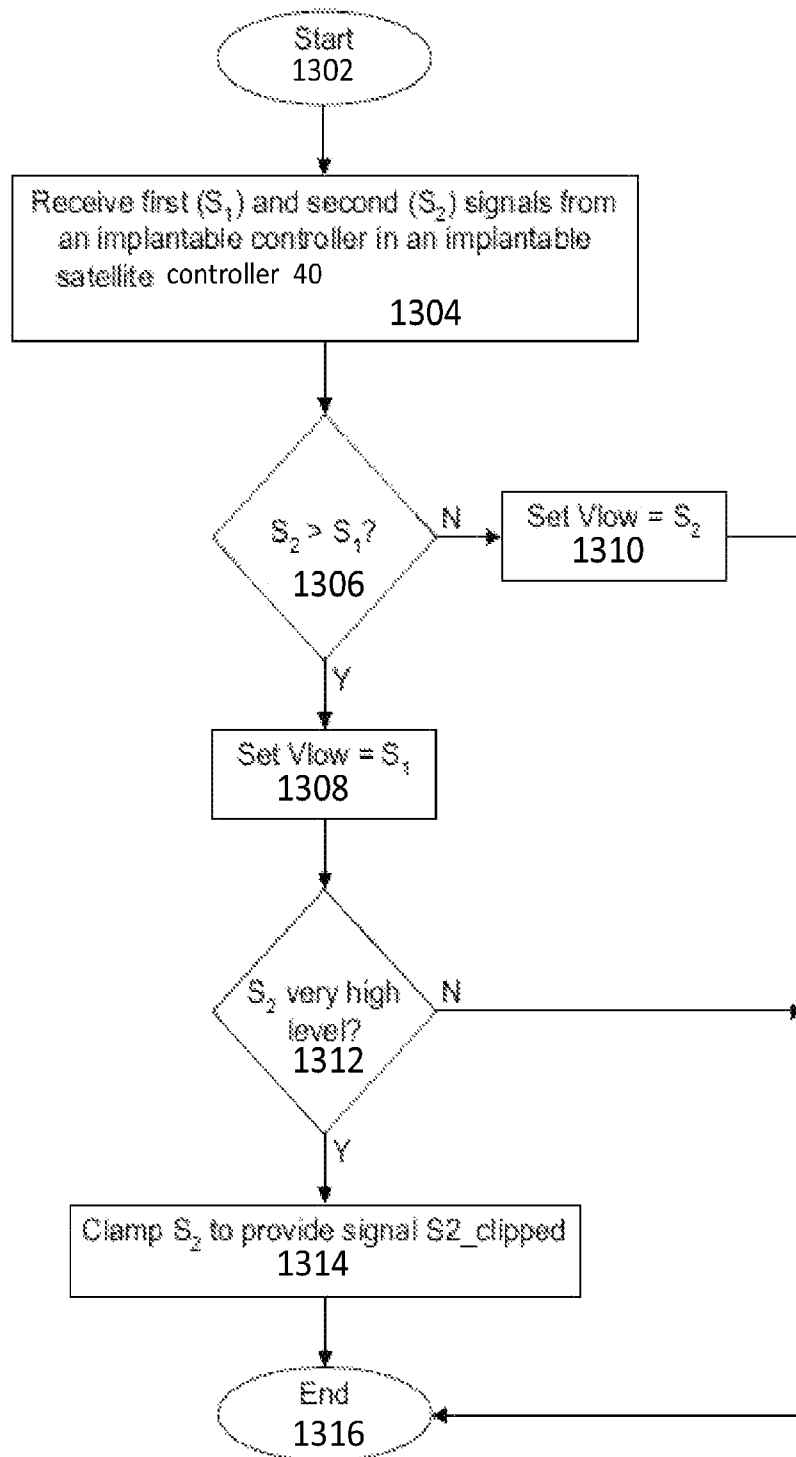 Start
1302
Receive first (S₁) and second (S₂) signals from
an implantable controller in an implantable
satellite controller 40
1304
S₂ > S₁?
1306
N
Set Vlow = S₂
1310
Y
Set Vlow = S₁
1308
S₂ very high
level?
1312
N
Y
Clamp S₂ to provide signal S2_clipped
1314
End
1316